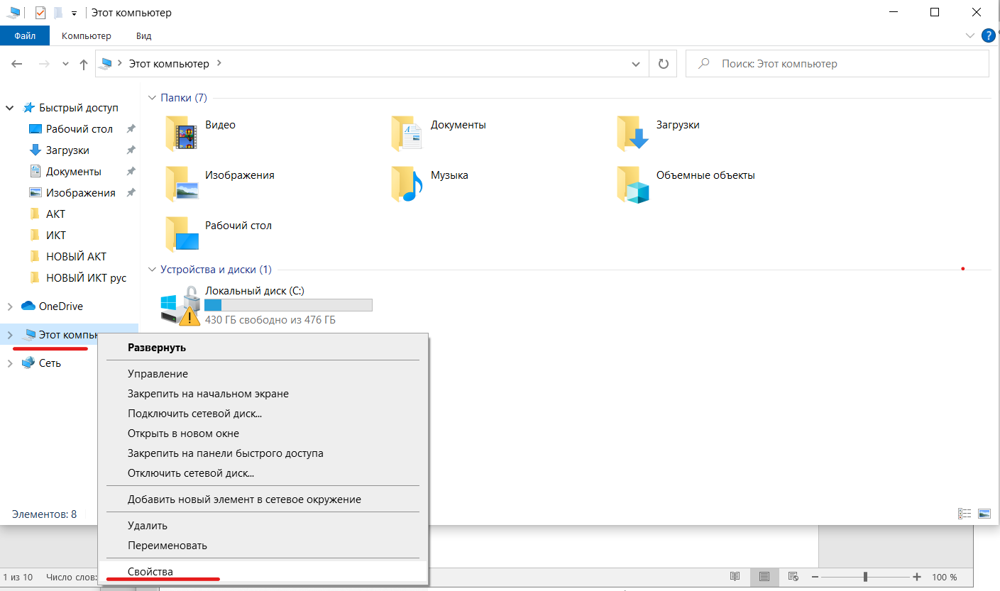 Этот компьютер
Файл
Компьютер
Вид
?
Этот компьютер
Поиск: Этот компьютер
Быстрый доступ
Рабочий стол
Загрузки
Документы
Изображения
АКТ
ИКТ
НОВЫЙ АКТ
НОВЫЙ ИКТ рус
OneDrive
Этот компью
Сеть
Папки (7)
Видео
Документы
Загрузки
Изображения
Музыка
Объемные объекты
Рабочий стол
Устройства и диски (1)
Локальный диск (C:)
430 ГБ свободно из 476 ГБ
Развернуть
Управление
Закрепить на начальном экране
Подключить сетевой диск...
Открыть в новом окне
Закрепить на панели быстрого доступа
Отключить сетевой диск...
Добавить новый элемент в сетевое окружение
Удалить
Переименовать
Свойства
Элементов: 8
1 из 10
Число слов:
100 %